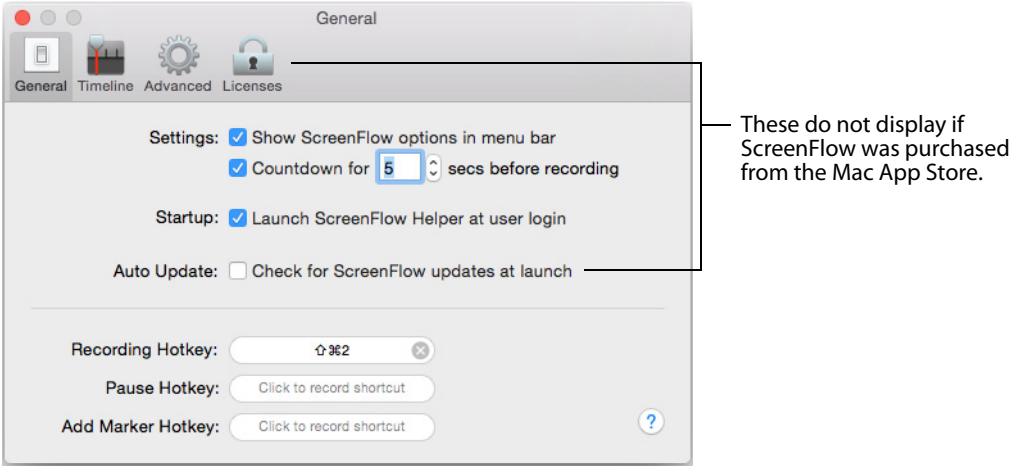 General
General Timeline Advanced Licenses
Settings: Show ScreenFlow options in menu bar
Countdown for 5 secs before recording
Startup: Launch ScreenFlow Helper at user login
Auto Update: Check for ScreenFlow updates at launch
Recording Hotkey: ⇧⌘2
Pause Hotkey: Click to record shortcut
Add Marker Hotkey: Click to record shortcut
?
These do not display if
ScreenFlow was purchased
from the Mac App Store.